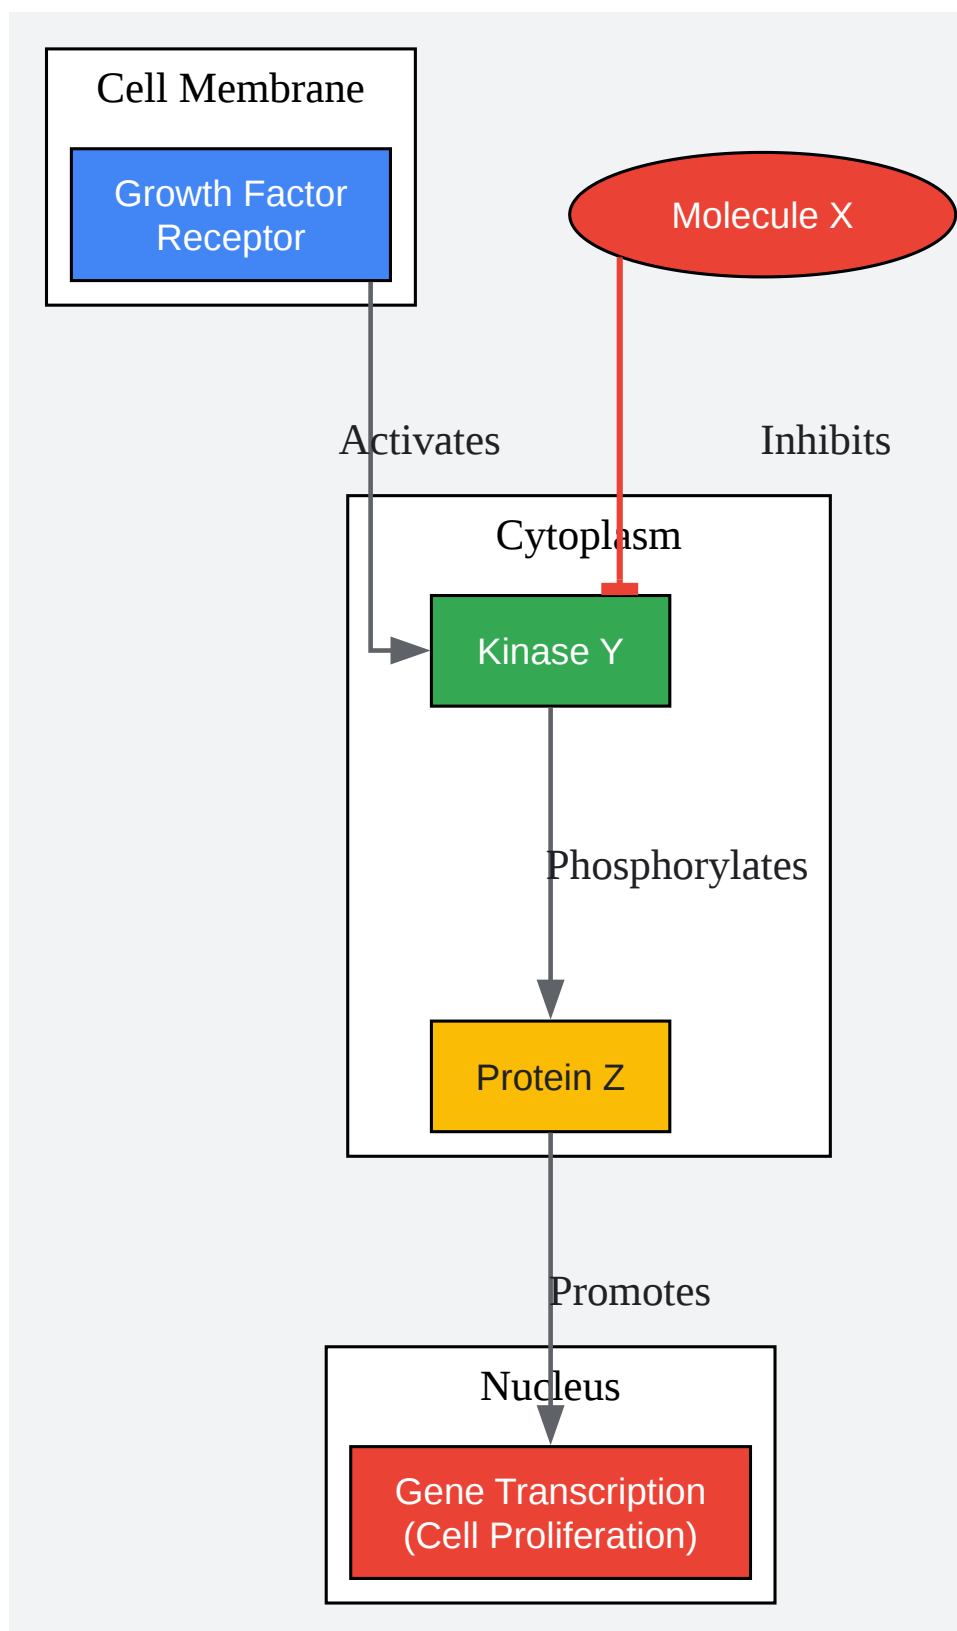 Cell Membrane
Growth Factor
Receptor
Molecule X
Activates
Inhibits
Cytoplasm
Kinase Y
Phosphorylates
Protein Z
Promotes
Nucleus
Gene Transcription
(Cell Proliferation)